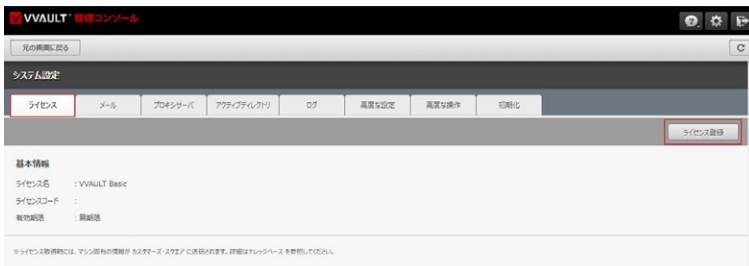 VVAULT 管理コンソール
元の画面に戻る
システム設定
ライセンス メール プロキシサーバ アクティブディレクトリ ログ 高度な設定 高度な操作 初期化
ライセンス登録
基本情報
ライセンス名 : VVAULT Basic
ライセンスコード :
有効期限 : 無期限
※ライセンス取得時には、マシン固有の情報が カスタマーズ・スクエア に送信されます。詳細はナレッジベース を参照してください。